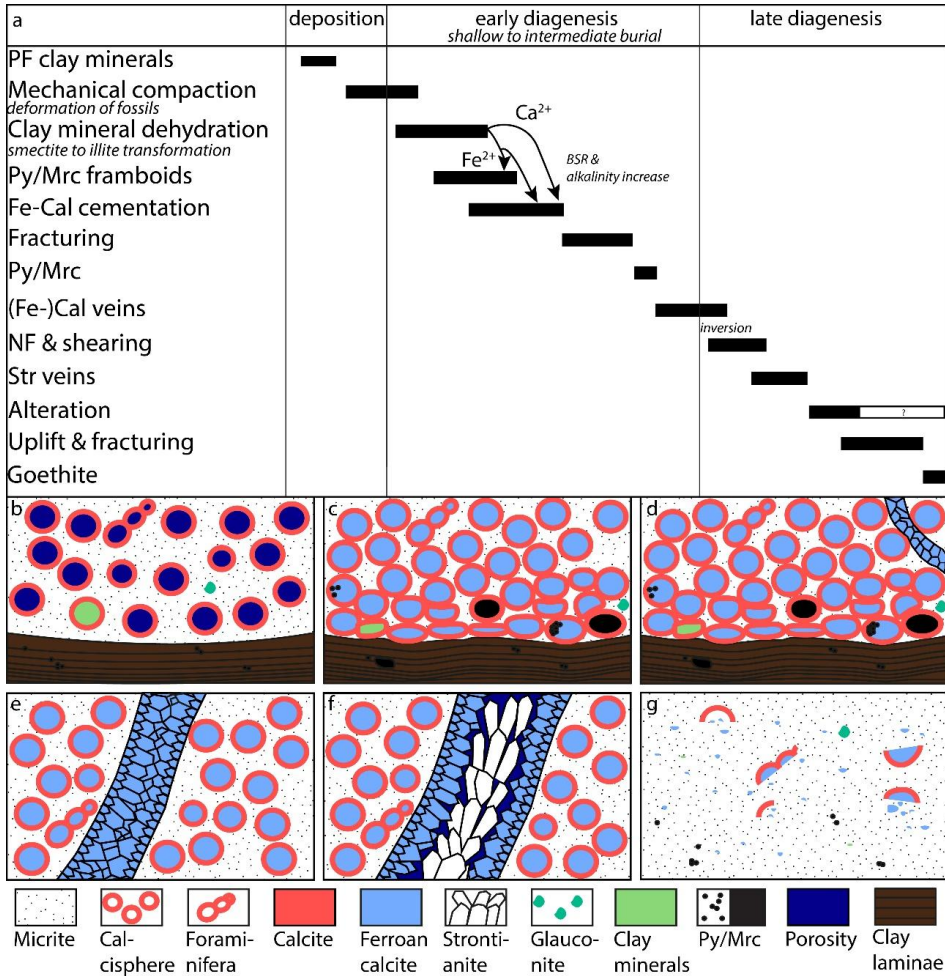 a
deposition
early diagenesis
shallow to intermediate burial
late diagenesis
PF clay minerals
Mechanical compaction
deformation of fossils
Clay mineral dehydration
smectite to illite transformation
Ca2+
Fe2+
BSR &
alkalinity increase
Py/Mrc framboids
Fe-Cal cementation
Fracturing
Py/Mrc
(Fe-)Cal veins
inversion
NF & shearing
Str veins
Alteration
?
Uplift & fracturing
Goethite
b
c
d
e
f
g
Micrite
Cal-
cisphere
Forami-
nifera
Calcite
Ferroan
calcite
Stronti-
anite
Glauco-
nite
Clay
minerals
Py/Mrc
Porosity
Clay
laminae